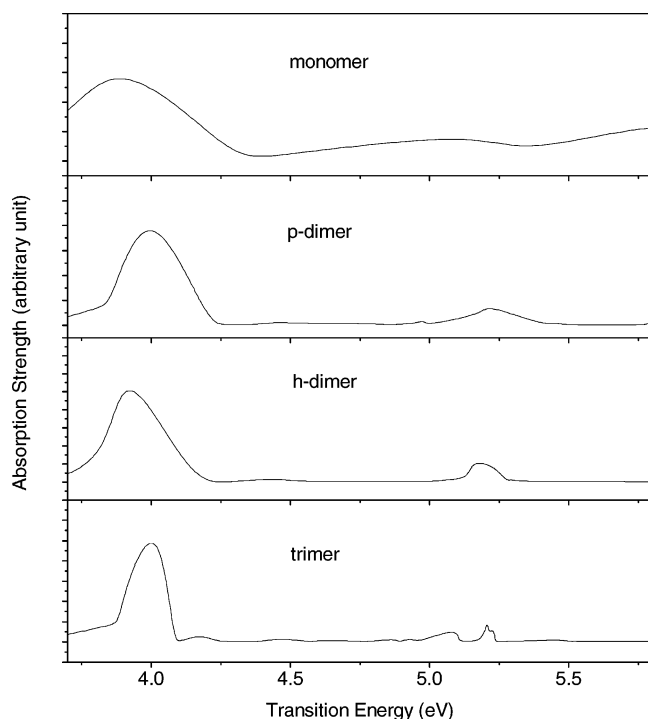 monomer
p-dimer
h-dimer
trimer
Absorption Strength (arbitrary unit)
4.0 4.5 5.0 5.5
Transition Energy (eV)